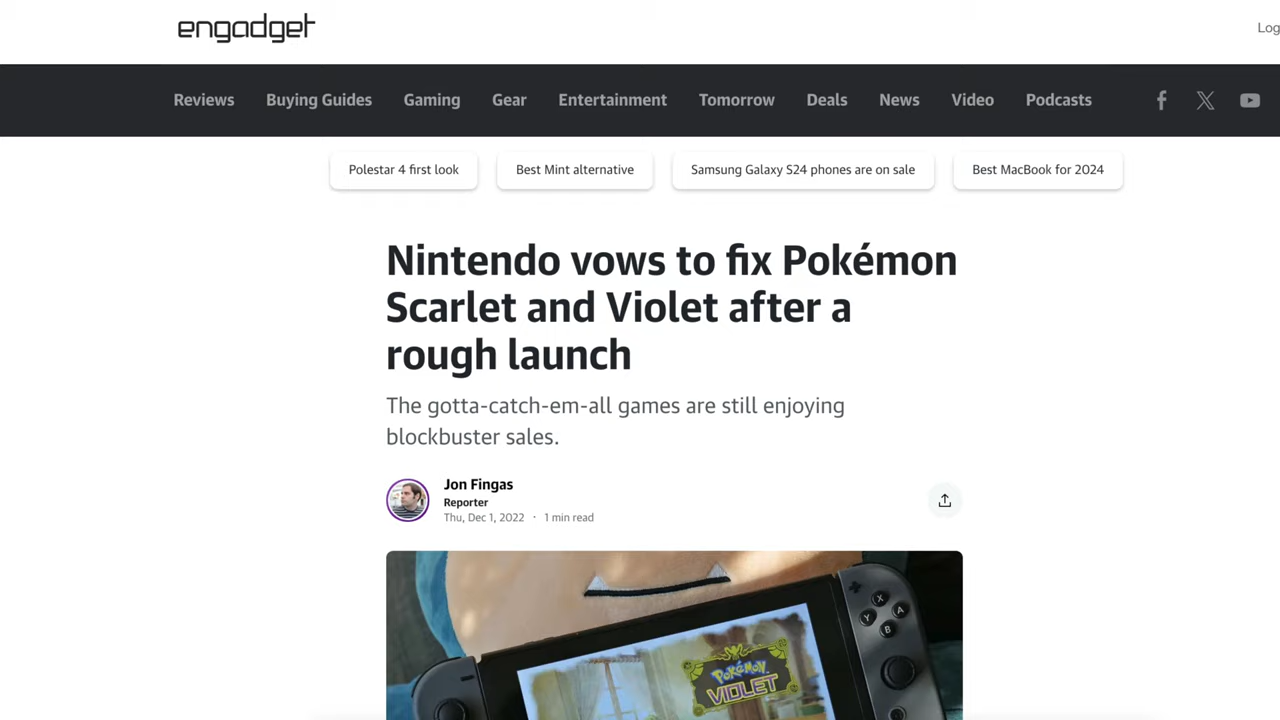 engadget
Log
Reviews Buying Guides Gaming Gear Entertainment Tomorrow Deals News Video Podcasts
Polestar 4 first look Best Mint alternative Samsung Galaxy S24 phones are on sale Best MacBook for 2024
Nintendo vows to fix Pokémon
Scarlet and Violet after a
rough launch
The gotta-catch-em-all games are still enjoying
blockbuster sales.
Jon Fingas
Reporter
Thu, Dec 1, 2022 · 1 min read
X
Y A
B
POKÉMON
VIOLET